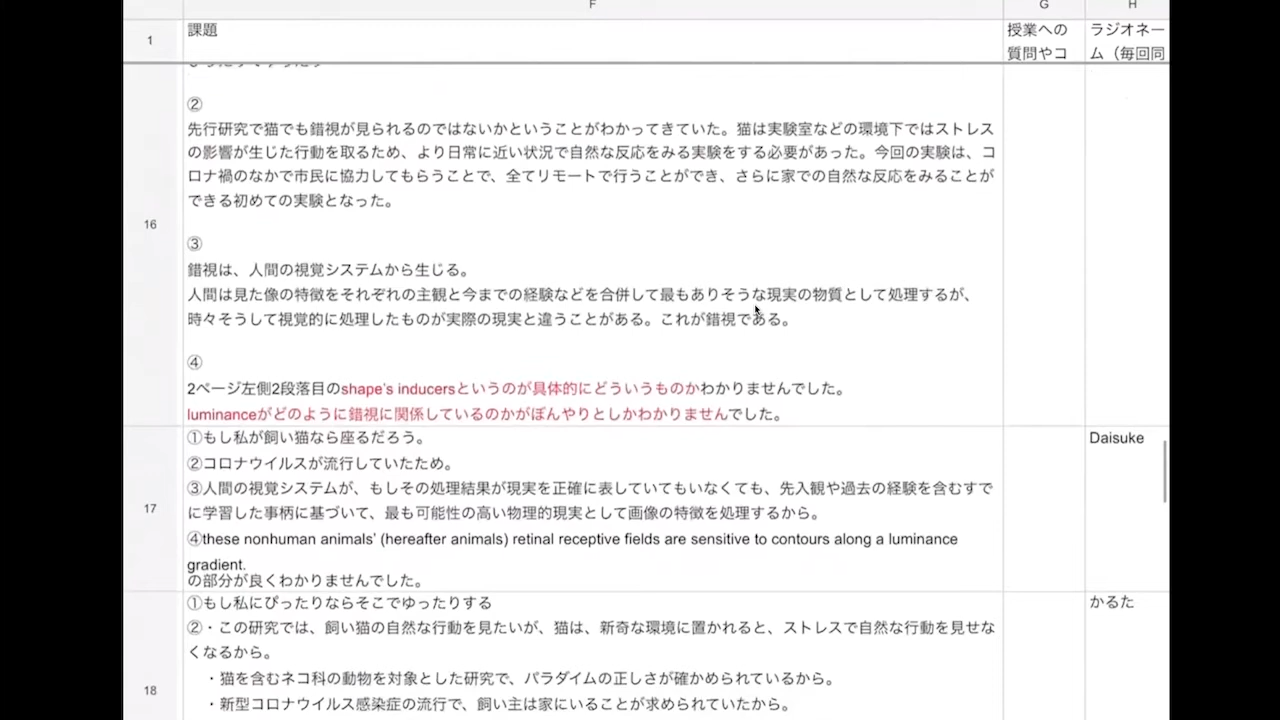 F
G
H
1
課題
授業への
質問やコ
ラジオネー
ム（毎回同
16
②
先行研究で猫でも錯視が見られるのではないかということがわかってきていた。猫は実験室などの環境下ではストレス
の影響が生じた行動を取るため、より日常に近い状況で自然な反応をみる実験をする必要があった。今回の実験は、コ
ロナ禍のなかで市民に協力してもらうことで、全てリモートで行うことができ、さらに家での自然な反応をみることが
できる初めての実験となった。
③
錯視は、人間の視覚システムから生じる。
人間は見た像の特徴をそれぞれの主観と今までの経験などを合併して最もありそうな現実の物質として処理するが、
時々そうして視覚的に処理したものが実際の現実と違うことがある。これが錯視である。
④
2ページ左側2段落目のshape's inducersというのが具体的にどういうものかわかりませんでした。
luminanceがどのように錯視に関係しているのかがぼんやりとしかわかりませんでした。
17
①もし私が飼い猫なら座るだろう。
②コロナウイルスが流行していたため。
③人間の視覚システムが、もしその処理結果が現実を正確に表していてもいなくても、先入観や過去の経験を含むすで
に学習した事柄に基づいて、最も可能性の高い物理的現実として画像の特徴を処理するから。
④these nonhuman animals' (hereafter animals) retinal receptive fields are sensitive to contours along a luminance
gradient.
の部分が良くわかりませんでした。
Daisuke
18
①もし私にぴったりならそこでゆったりする
②・この研究では、飼い猫の自然な行動を見たいが、猫は、新奇な環境に置かれると、ストレスで自然な行動を見せな
くなるから。
・猫を含むネコ科の動物を対象とした研究で、パラダイムの正しさが確かめられているから。
・新型コロナウイルス感染症の流行で、飼い主は家にいることが求められていたから。
かるた